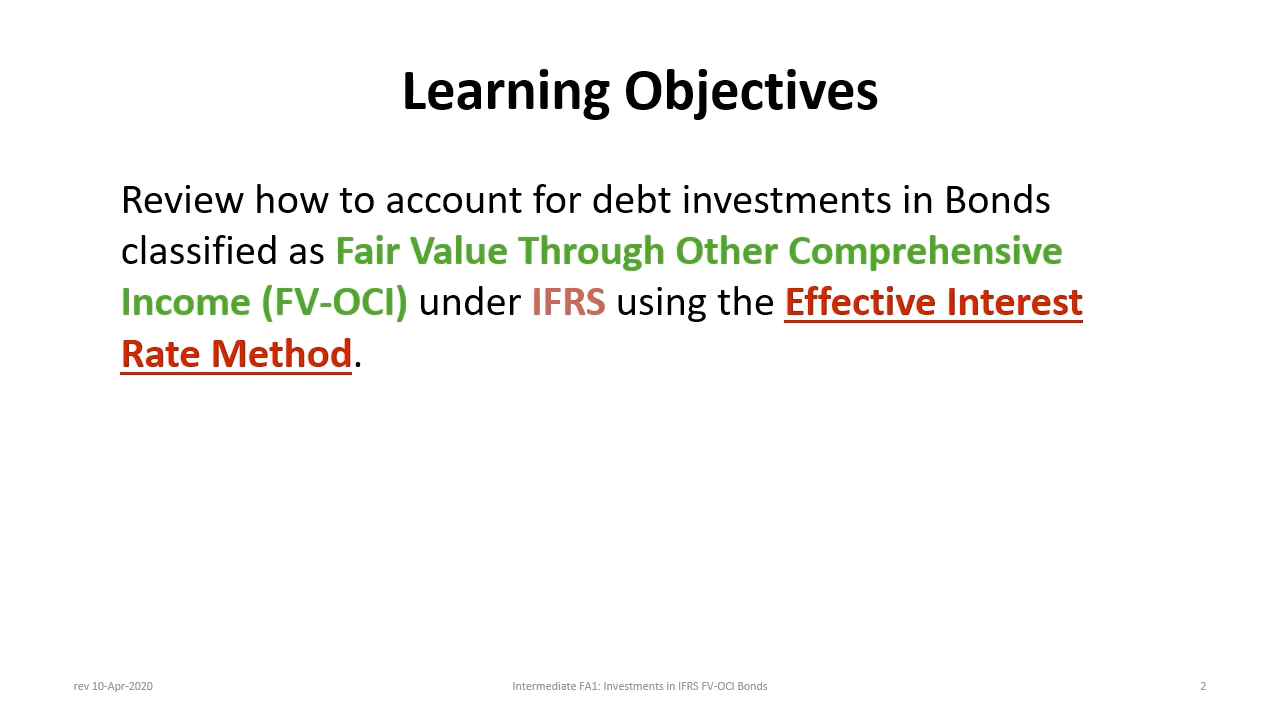 Learning Objectives
Review how to account for debt investments in Bonds
classified as Fair Value Through Other Comprehensive
Income (FV-OCI) under IFRS using the Effective Interest
Rate Method.
rev 10-Apr-2020
Intermediate FA1: Investments in IFRS FV-OCI Bonds
2